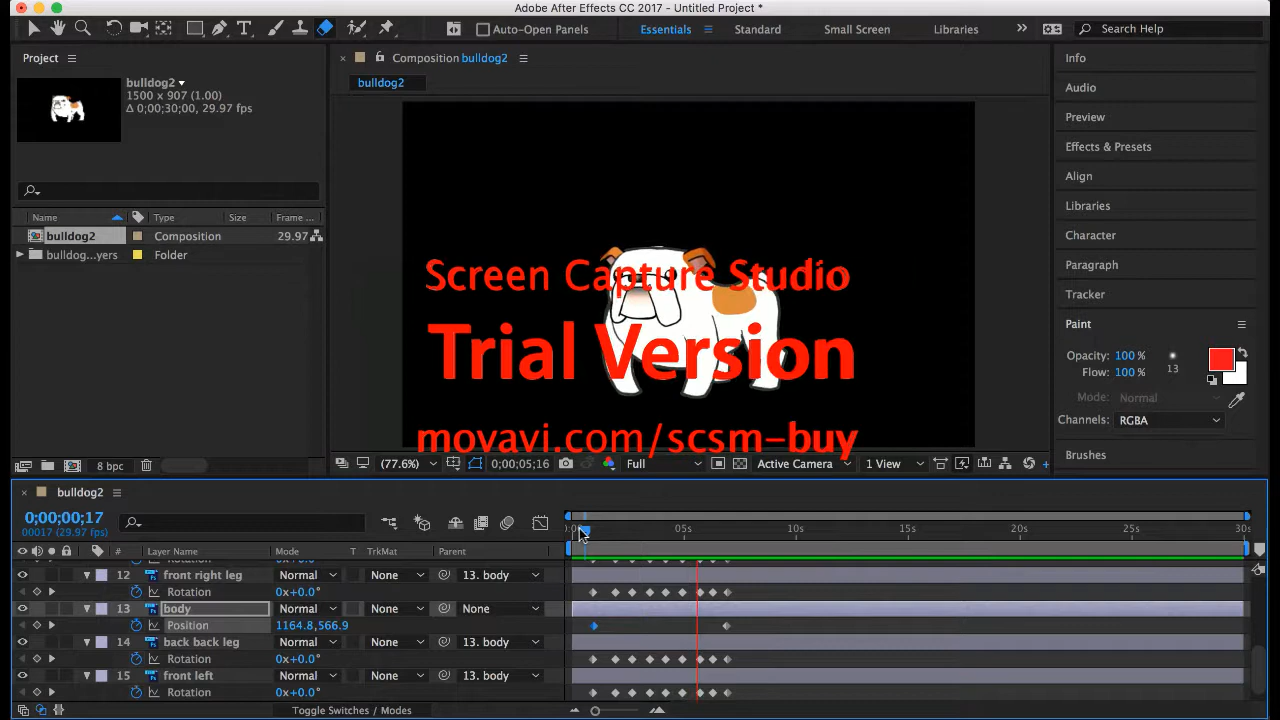 Adobe After Effects CC 2017 - Untitled Project *
Auto-Open Panels
Essentials
Standard
Small Screen
Libraries
Search Help
Project
bulldog2
1500 x 907 (1.00)
Δ 0;00;30;00, 29.97 fps
Name
Type
Size
Frame ...
bulldog2
Composition
29.97
bulldog...yers
Folder
8 bpc
Composition bulldog2
bulldog2
Screen Capture Studio
Trial Version
movavi.com/scsm-buy
(77.6%)
0;00;05;16
Full
Active Camera
1 View
Info
Audio
Preview
Effects & Presets
Align
Libraries
Character
Paragraph
Tracker
Paint
Opacity: 100 %
Flow: 100 %
13
Mode: Normal
Channels: RGBA
Brushes
bulldog2
0;00;00;17
00017 (29.97 fps)
05s 10s 15s 20s 25s 30s
# Layer Name Mode T TrkMat Parent
12 front right leg Normal None 13. body
Rotation 0x+0.0°
13 body Normal None None
Position 1164.8,566.9
14 back back leg Normal None 13. body
Rotation 0x+0.0°
15 front left Normal None 13. body
Rotation 0x+0.0°
Toggle Switches / Modes